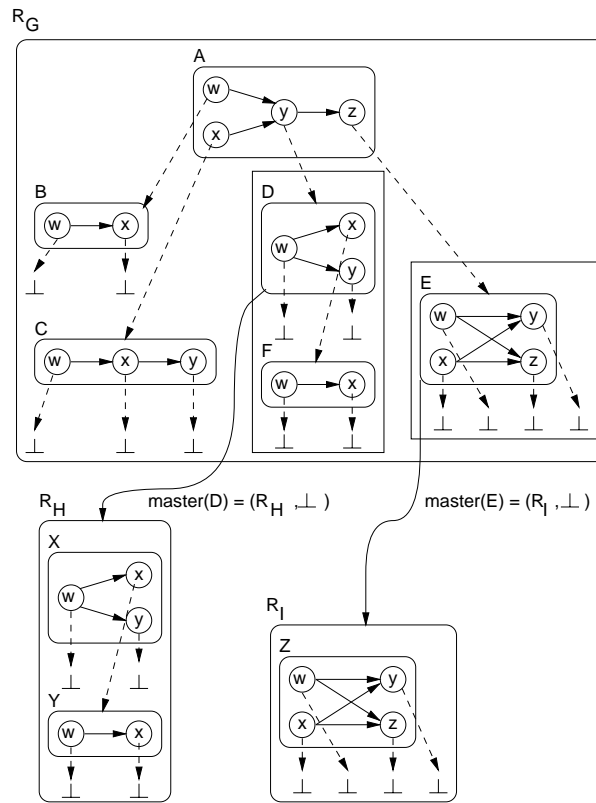 R_G
A
w
y
z
x
B
w
x
D
x
w
y
E
w
y
x
z
C
w
x
y
F
w
x
⊥
⊥
⊥
⊥
⊥
⊥
⊥
⊥
⊥
⊥
⊥
⊥
⊥
master(D) = (R_H ,⊥ )
master(E) = (R_I ,⊥ )
R_H
X
x
w
y
⊥
⊥
Y
w
x
⊥
⊥
R_I
Z
w
y
x
z
⊥
⊥
⊥
⊥